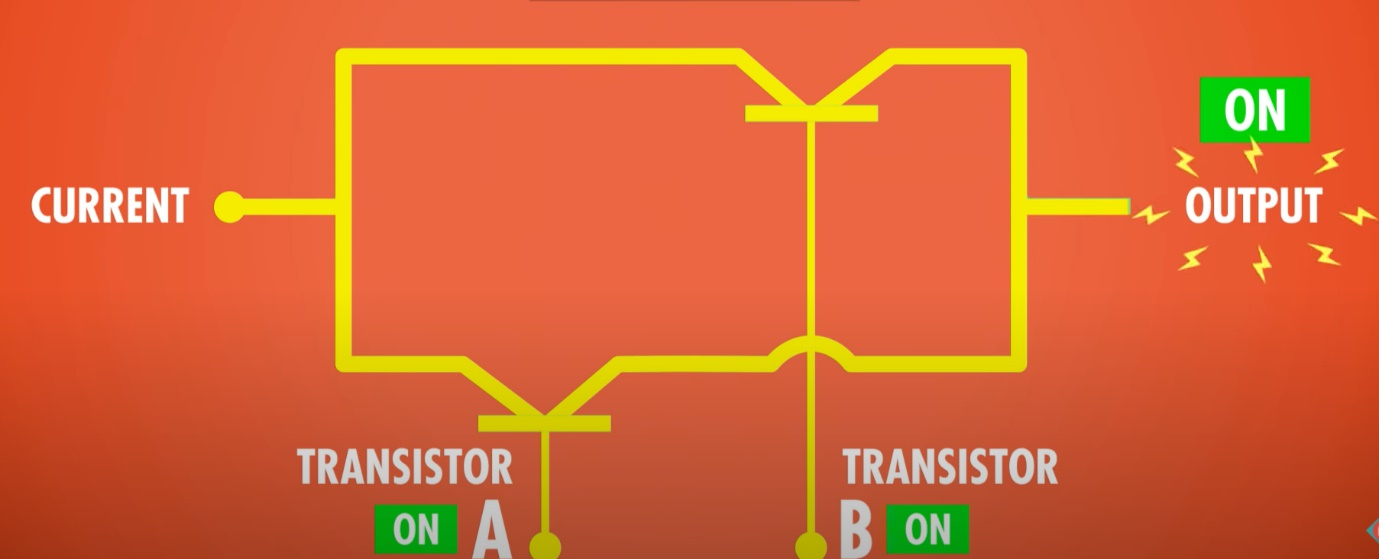 ON
CURRENT
OUTPUT
TRANSISTOR
ON A
TRANSISTOR
B ON